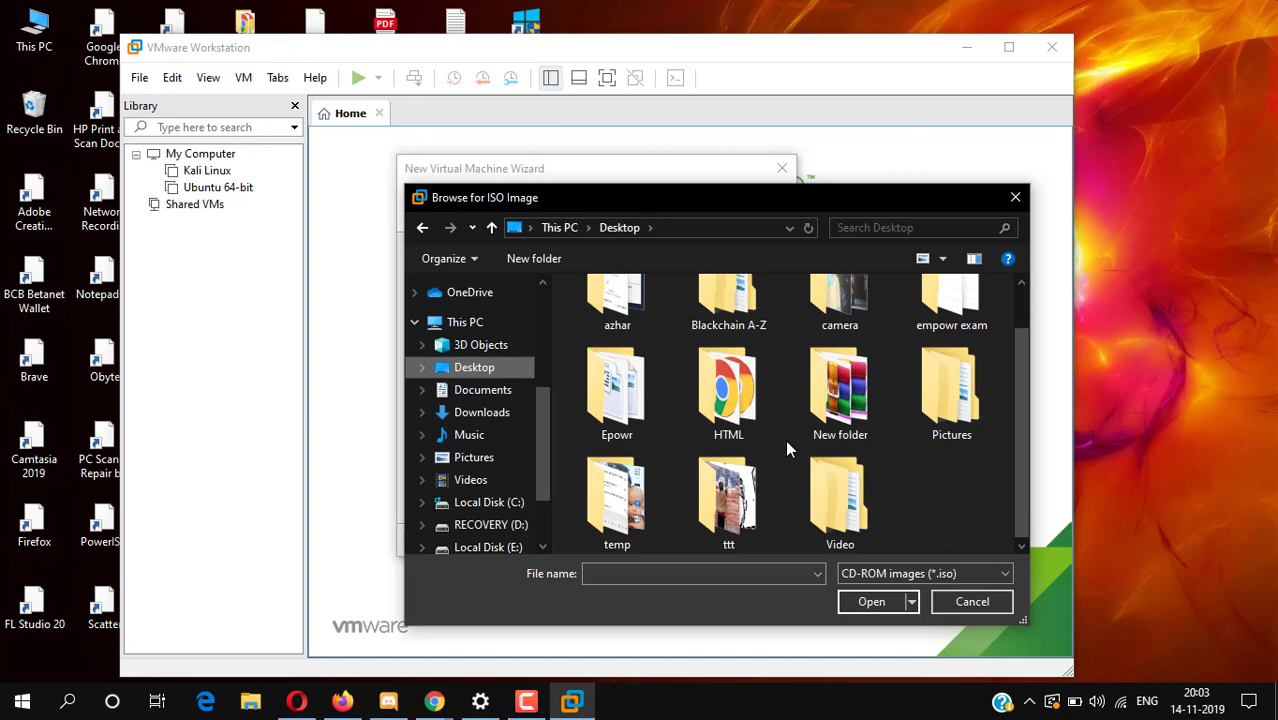 This PC
Google
Chrome
PDF
VMware Workstation
File Edit View VM Tabs Help
Library
Type here to search
Home
My Computer
Kali Linux
Ubuntu 64-bit
Shared VMs
Recycle Bin
HP Print a
Scan Doc
Adobe
Creati...
Networ
Recordin
BCB Betanet
Wallet
Notepad
Brave
Obyte
Camtasia
2019
PC Scan
Repair b
Firefox
PowerIS
FL Studio 20
Scatter
New Virtual Machine Wizard
TM
Browse for ISO Image
This PC > Desktop >
Search Desktop
Organize
New folder
OneDrive
This PC
3D Objects
Desktop
Documents
Downloads
Music
Pictures
Videos
Local Disk (C:)
RECOVERY (D:)
Local Disk (E:)
azhar
Blackchain A-Z
camera
empowr exam
Epowr
HTML
New folder
Pictures
temp
ttt
Video
File name:
CD-ROM images (*.iso)
Open
Cancel
vmware
ENG
20:03
14-11-2019